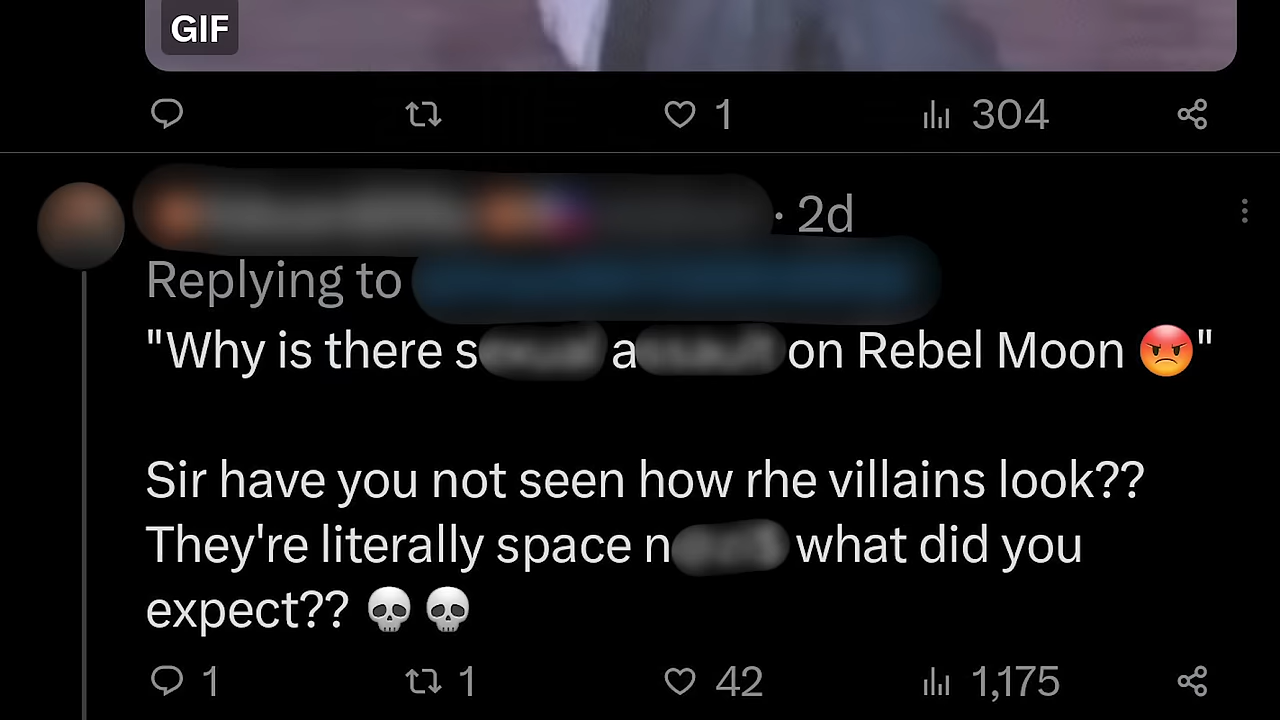 GIF
1 304
· 2d
Replying to
"Why is there s a on Rebel Moon 😡"
Sir have you not seen how rhe villains look??
They're literally space n what did you
expect?? 💀💀
1 1 42 1,175